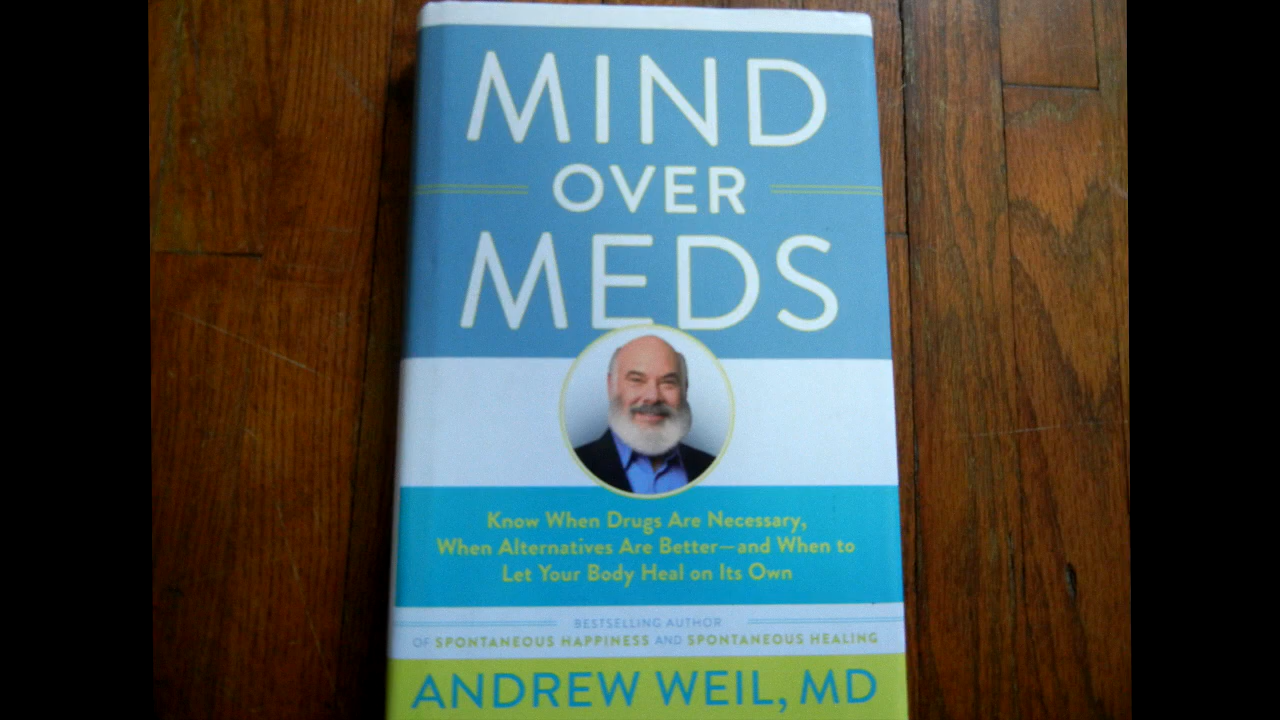 MIND
OVER
MEDS
Know When Drugs Are Necessary,
When Alternatives Are Better—and When to
Let Your Body Heal on Its Own
BESTSELLING AUTHOR
OF SPONTANEOUS HAPPINESS AND SPONTANEOUS HEALING
ANDREW WEIL, MD